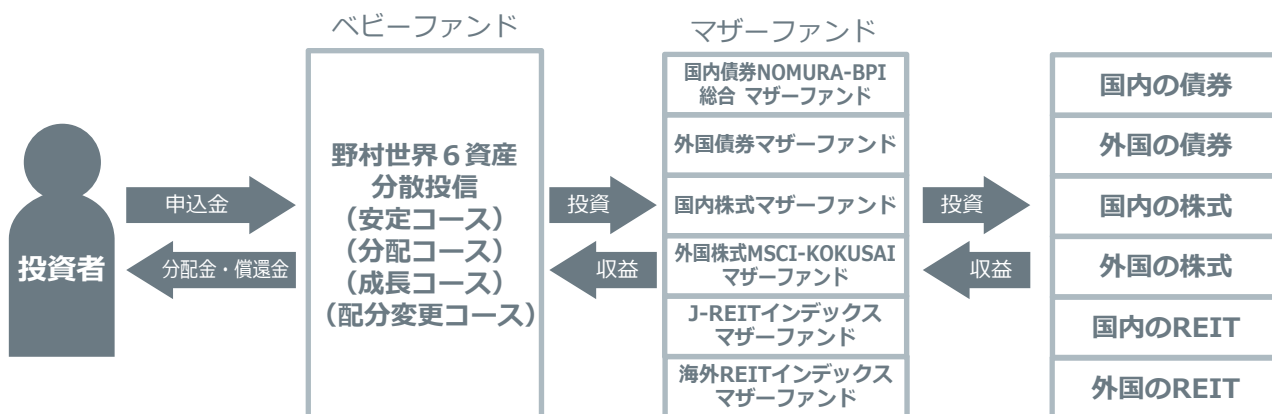 ベビーファンド
マザーファンド
投資者
申込金
分配金・償還金
野村世界６資産
分散投信
（安定コース）
（分配コース）
（成長コース）
（配分変更コース）
投資
収益
国内債券NOMURA-BPI
総合 マザーファンド
外国債券マザーファンド
国内株式マザーファンド
外国株式MSCI-KOKUSAI
マザーファンド
J-REITインデックス
マザーファンド
海外REITインデックス
マザーファンド
投資
収益
国内の債券
外国の債券
国内の株式
外国の株式
国内のREIT
外国のREIT